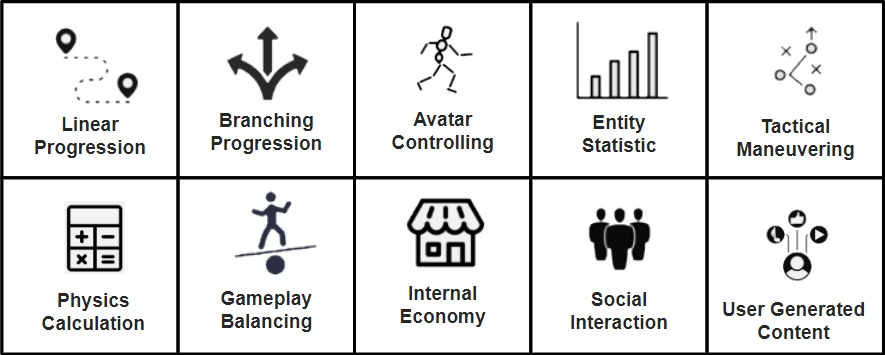 Linear
Progression
Branching
Progression
Avatar
Controlling
Entity
Statistic
Tactical
Maneuvering
Physics
Calculation
Gameplay
Balancing
Internal
Economy
Social
Interaction
User Generated
Content